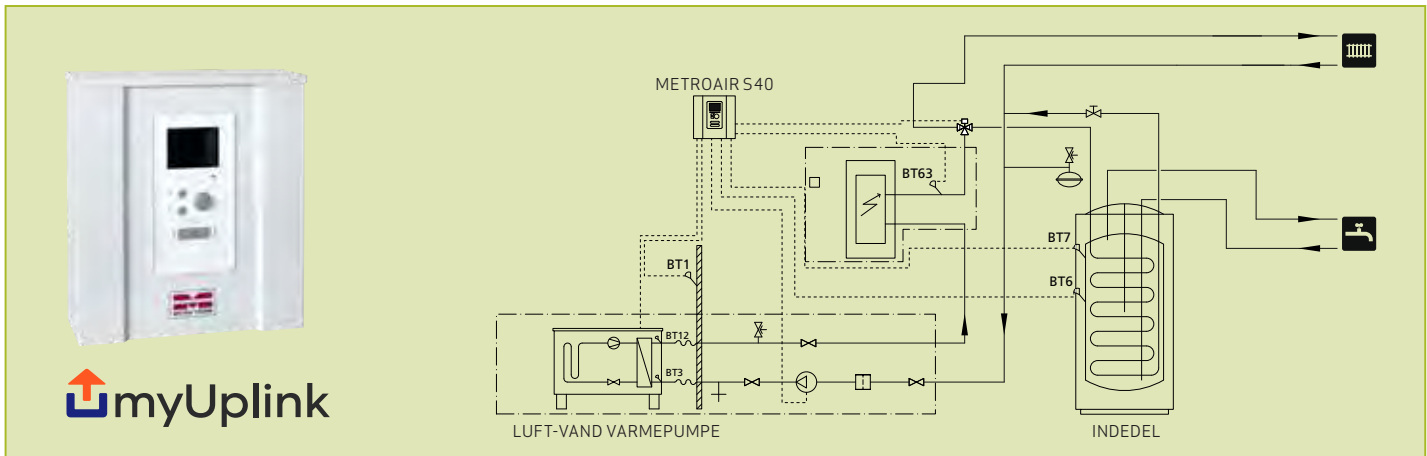 METROAIR S40
BT63
BT7
BT1
BT6
BT12
BT3
myUplink
LUFT-VAND VARMEPUMPE
INDEDEL